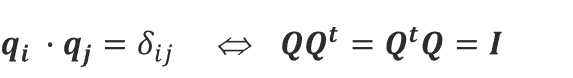 qᵢ · qⱼ = δᵢⱼ ⇔ QQᵗ = QᵗQ = I